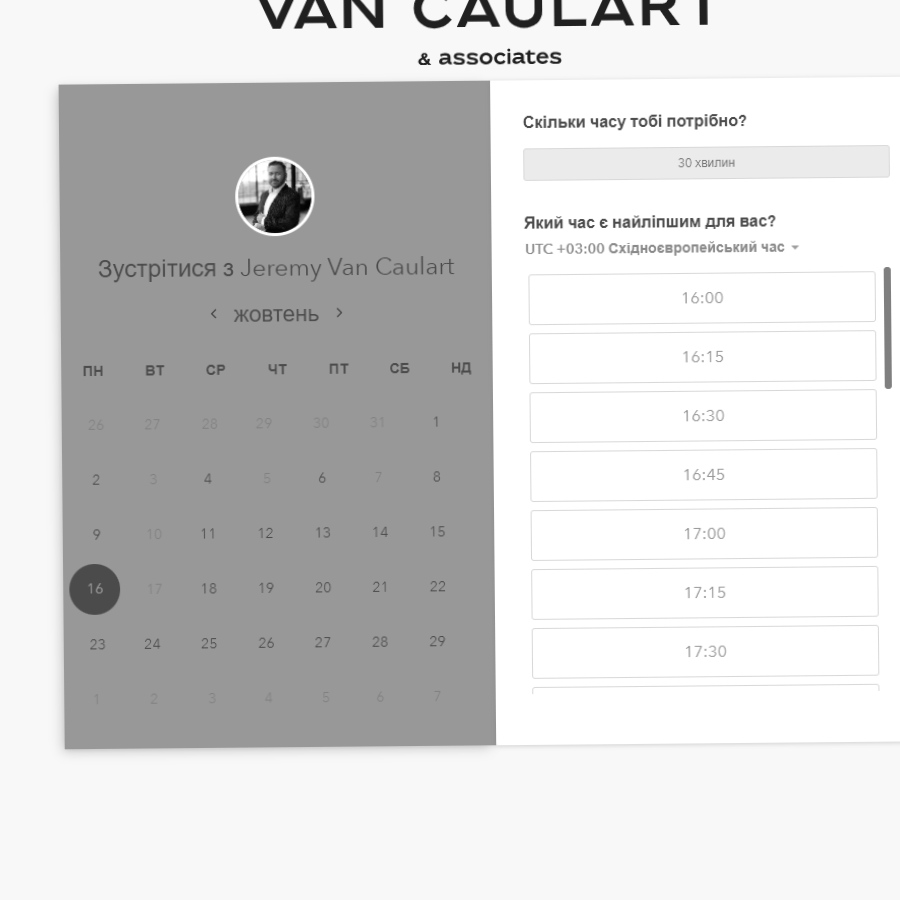 VAN CAULART
& associates
Зустрітися з Jeremy Van Caulart
жовтень
ПН ВТ СР ЧТ ПТ СБ НД
26 27 28 29 30 31 1
2 3 4 5 6 7 8
9 10 11 12 13 14 15
16 17 18 19 20 21 22
23 24 25 26 27 28 29
1 2 3 4 5 6 7
Скільки часу тобі потрібно?
30 хвилин
Який час є найліпшим для вас?
UTC +03:00 Східноєвропейський час
16:00
16:15
16:30
16:45
17:00
17:15
17:30